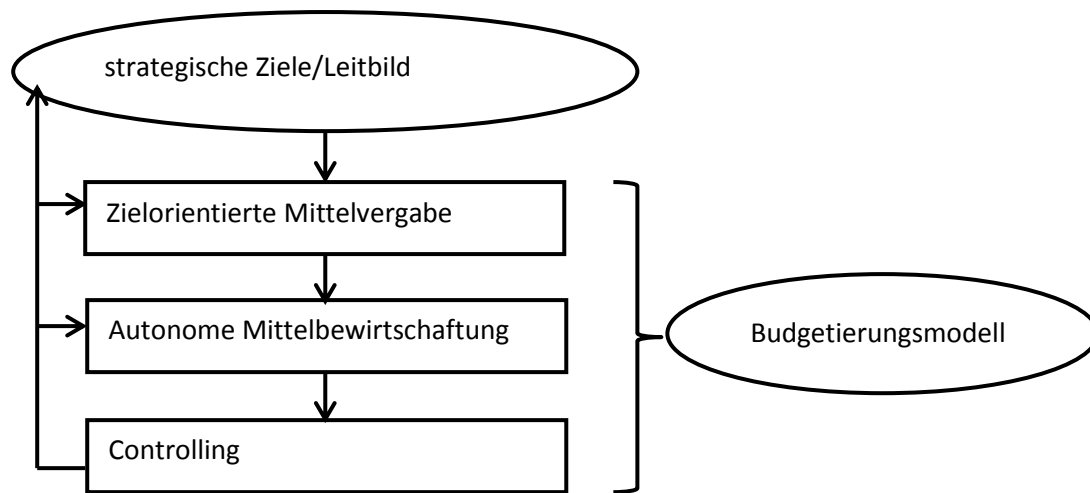 strategische Ziele/Leitbild
Zielorientierte Mittelvergabe
Autonome Mittelbewirtschaftung
Budgetierungsmodell
Controlling